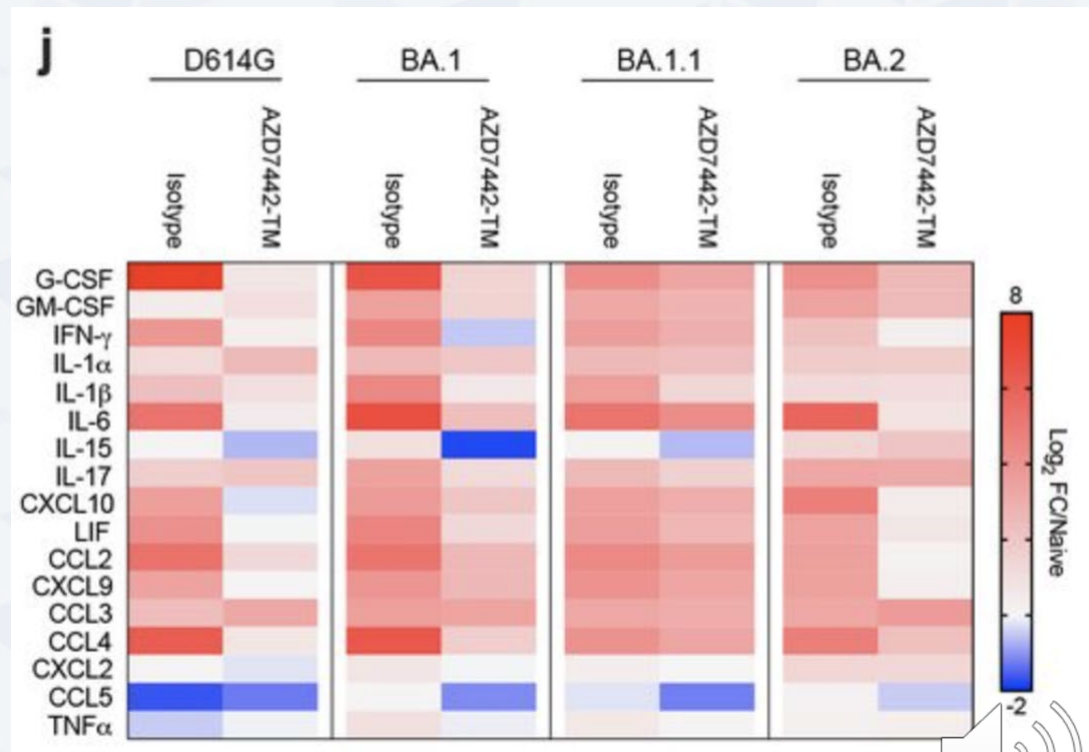 j
D614G BA.1 BA.1.1 BA.2
Isotype AZD7442-TM Isotype AZD7442-TM Isotype AZD7442-TM Isotype AZD7442-TM
G-CSF
GM-CSF
IFN-γ
IL-1α
IL-1β
IL-6
IL-15
IL-17
CXCL10
LIF
CCL2
CXCL9
CCL3
CCL4
CXCL2
CCL5
TNFα
8
Log₂ FC/Naive
-2